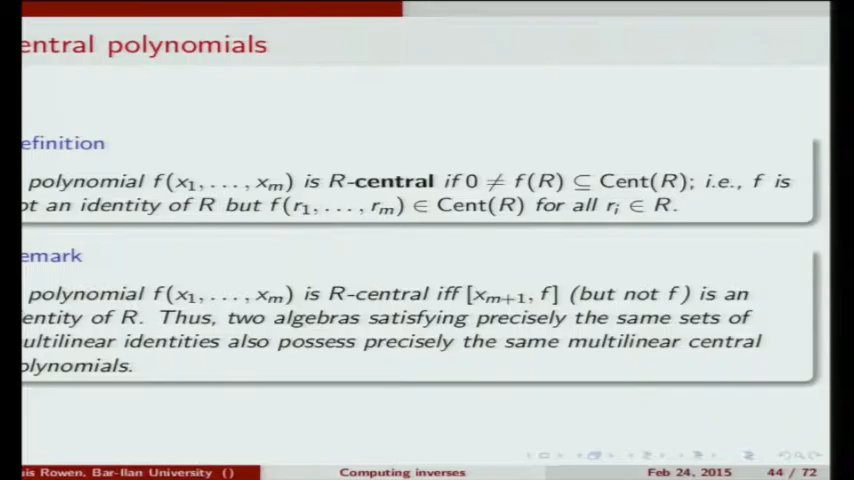 entral polynomials
efinition
polynomial f(x₁, . . . , xₘ) is R-central if 0 ≠ f(R) ⊆ Cent(R); i.e., f is
ot an identity of R but f(r₁, . . . , rₘ) ∈ Cent(R) for all rᵢ ∈ R.
emark
polynomial f(x₁, . . . , xₘ) is R-central iff [xₘ₊₁, f] (but not f) is an
entity of R. Thus, two algebras satisfying precisely the same sets of
ultilinear identities also possess precisely the same multilinear central
olynomials.
uis Rowen, Bar-Ilan University () Computing inverses Feb 24, 2015 44 / 72